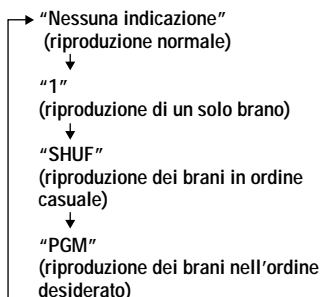 “Nessuna indicazione”
(riproduzione normale)
“1”
(riproduzione di un solo brano)
“SHUF”
(riproduzione dei brani in ordine
casuale)
“PGM”
(riproduzione dei brani nell’ordine
desiderato)